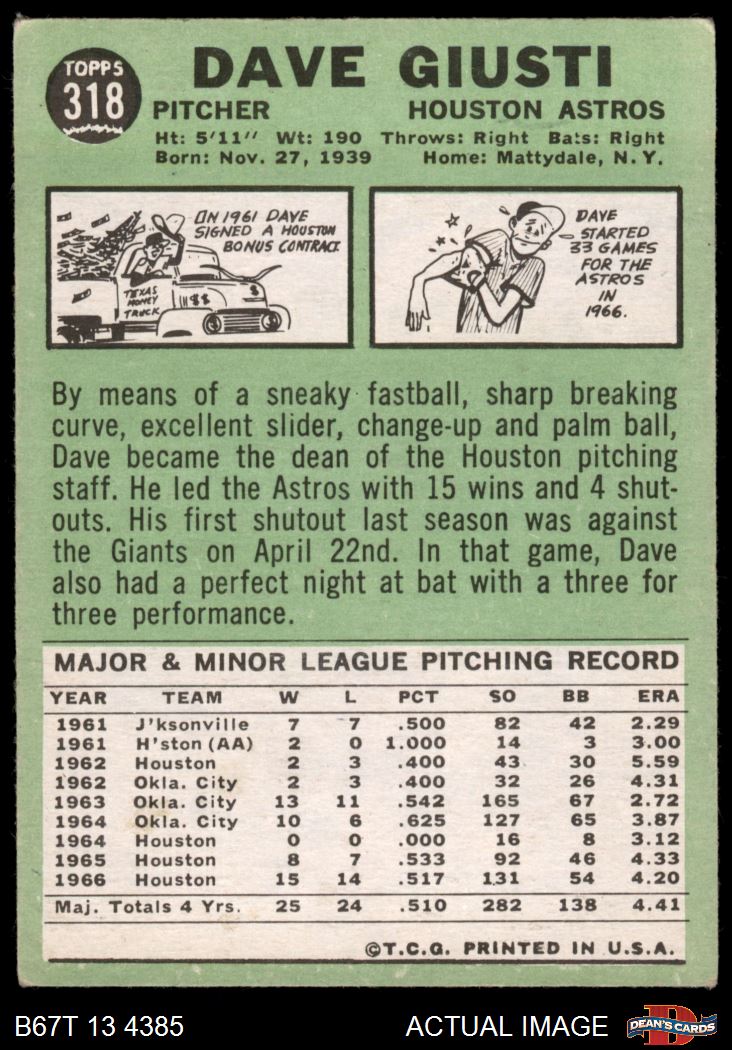 TOPPS
318
DAVE GIUSTI
PITCHER HOUSTON ASTROS
Ht: 5'11" Wt: 190 Throws: Right Bats: Right
Born: Nov. 27, 1939 Home: Mattydale, N.Y.
IN 1961 DAVE
SIGNED A HOUSTON
BONUS CONTRACT.
TEXAS
MONEY
TRUCK
$$
DAVE
STARTED
33 GAMES
FOR THE
ASTROS
IN
1966.
By means of a sneaky fastball, sharp breaking
curve, excellent slider, change-up and palm ball,
Dave became the dean of the Houston pitching
staff. He led the Astros with 15 wins and 4 shut-
outs. His first shutout last season was against
the Giants on April 22nd. In that game, Dave
also had a perfect night at bat with a three for
three performance.
MAJOR & MINOR LEAGUE PITCHING RECORD
YEAR TEAM W L PCT SO BB ERA
1961 J'ksonville 7 7 .500 82 42 2.29
1961 H'ston (AA) 2 0 1.000 14 3 3.00
1962 Houston 2 3 .400 43 30 5.59
1962 Okla. City 2 3 .400 32 26 4.31
1963 Okla. City 13 11 .542 165 67 2.72
1964 Okla. City 10 6 .625 127 65 3.87
1964 Houston 0 0 .000 16 8 3.12
1965 Houston 8 7 .533 92 46 4.33
1966 Houston 15 14 .517 131 54 4.20
Maj. Totals 4 Yrs. 25 24 .510 282 138 4.41
©T.C.G. PRINTED IN U.S.A.
B67T 13 4385 ACTUAL IMAGE
D
DEAN'S CARDS